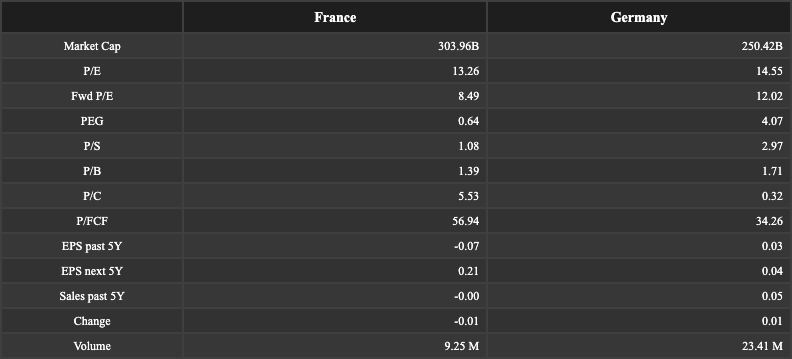 France Germany
Market Cap 303.96B 250.42B
P/E 13.26 14.55
Fwd P/E 8.49 12.02
PEG 0.64 4.07
P/S 1.08 2.97
P/B 1.39 1.71
P/C 5.53 0.32
P/FCF 56.94 34.26
EPS past 5Y -0.07 0.03
EPS next 5Y 0.21 0.04
Sales past 5Y -0.00 0.05
Change -0.01 0.01
Volume 9.25 M 23.41 M